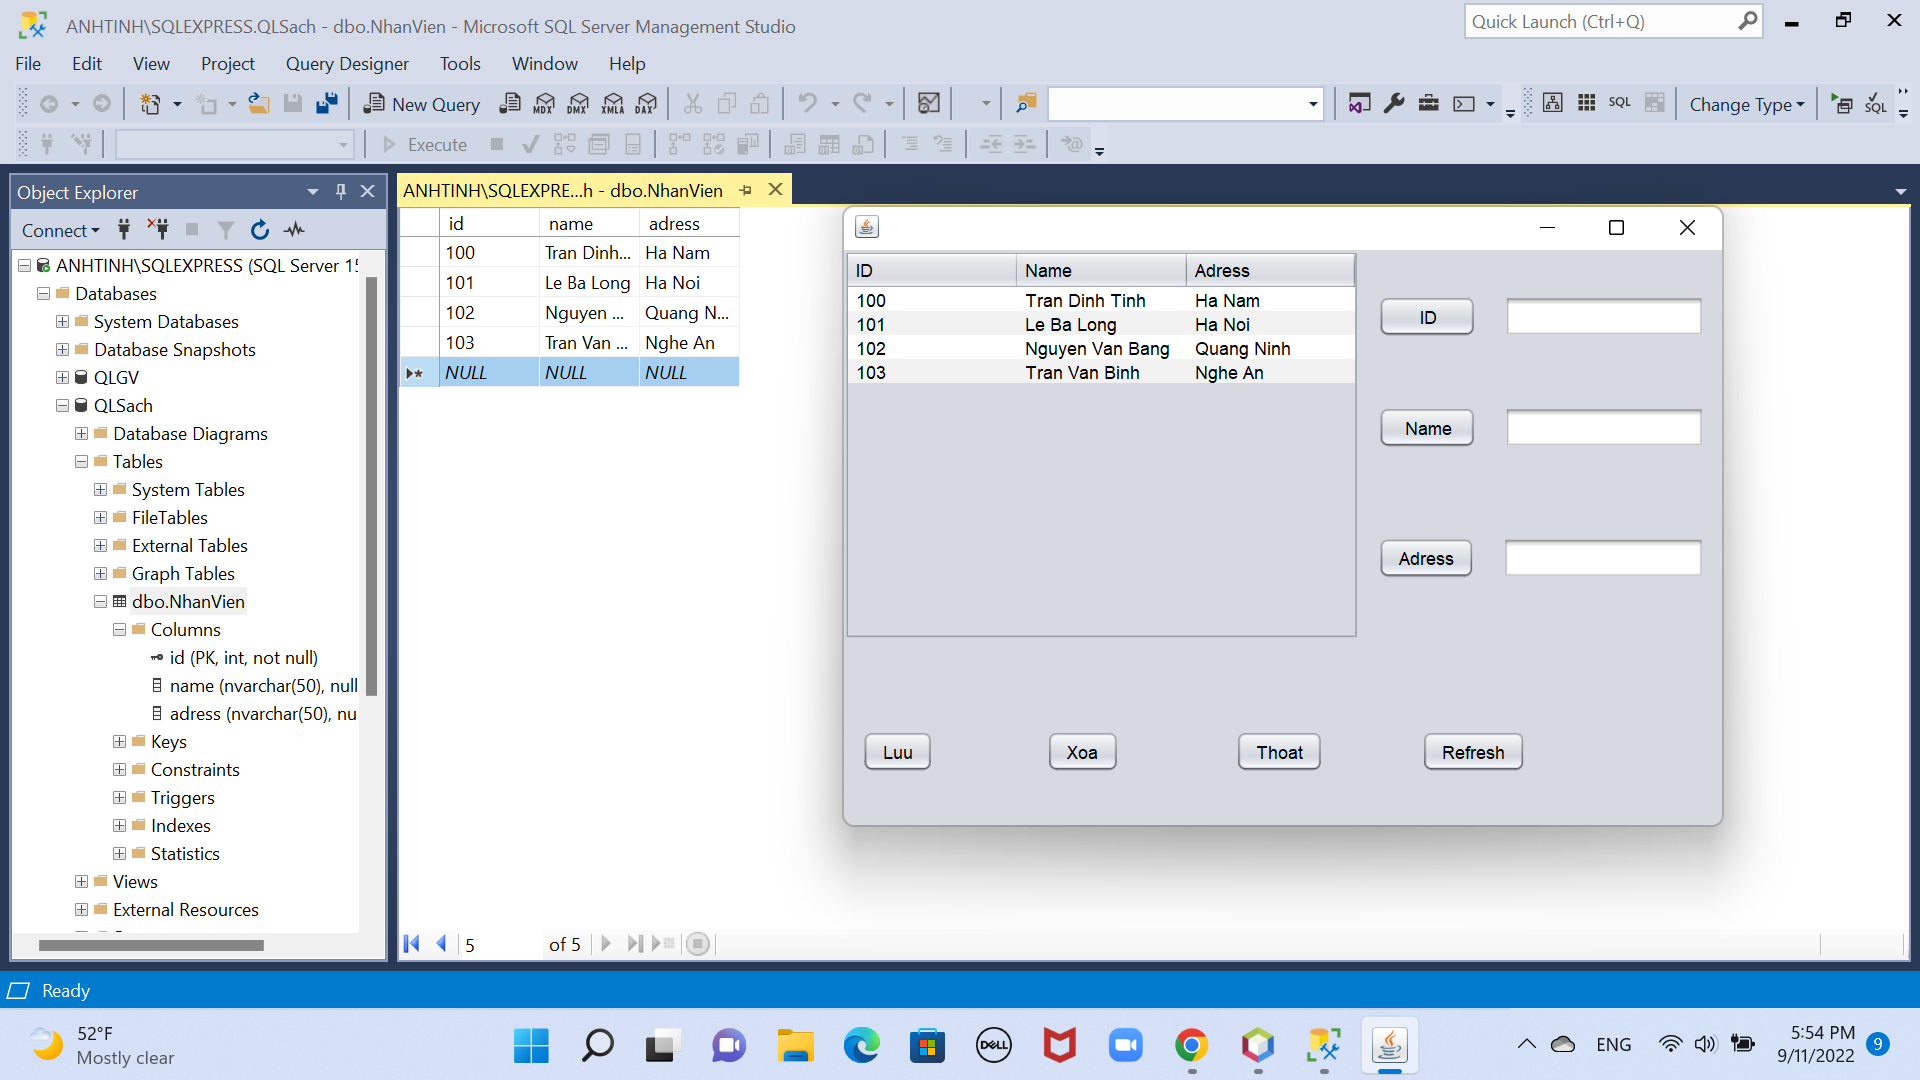 ANHTINH\SQLEXPRESS.QLSach - dbo.NhanVien - Microsoft SQL Server Management Studio
Quick Launch (Ctrl+Q)
File Edit View Project Query Designer Tools Window Help
New Query MDX DMX XMLA DAX SQL Change Type SQL
Execute
Object Explorer
Connect
ANHTINH\SQLEXPRESS (SQL Server 15
Databases
System Databases
Database Snapshots
QLGV
QLSach
Database Diagrams
Tables
System Tables
FileTables
External Tables
Graph Tables
dbo.NhanVien
Columns
id (PK, int, not null)
name (nvarchar(50), null
adress (nvarchar(50), nu
Keys
Constraints
Triggers
Indexes
Statistics
Views
External Resources
ANHTINH\SQLEXPRE...h - dbo.NhanVien
id name adress
100 Tran Dinh... Ha Nam
101 Le Ba Long Ha Noi
102 Nguyen ... Quang N...
103 Tran Van ... Nghe An
NULL NULL NULL
5 of 5
ID Name Adress
100 Tran Dinh Tinh Ha Nam
101 Le Ba Long Ha Noi
102 Nguyen Van Bang Quang Ninh
103 Tran Van Binh Nghe An
ID
Name
Adress
Luu Xoa Thoat Refresh
Ready
52°F
Mostly clear
DELL
ENG
5:54 PM
9/11/2022
9